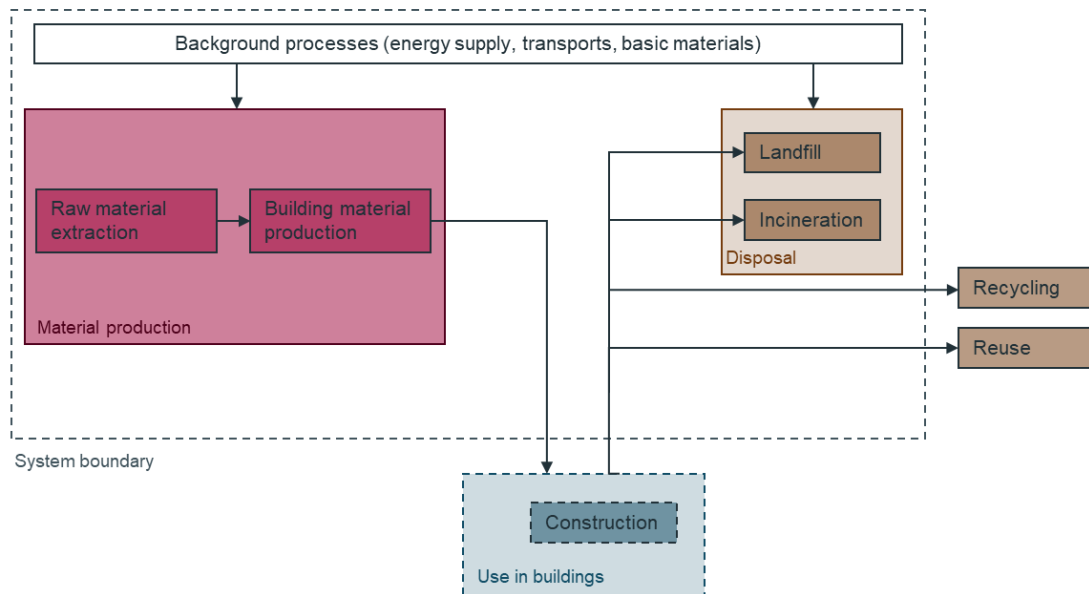 Background processes (energy supply, transports, basic materials)
Raw material
extraction
Building material
production
Material production
Landfill
Incineration
Disposal
Recycling
Reuse
System boundary
Construction
Use in buildings